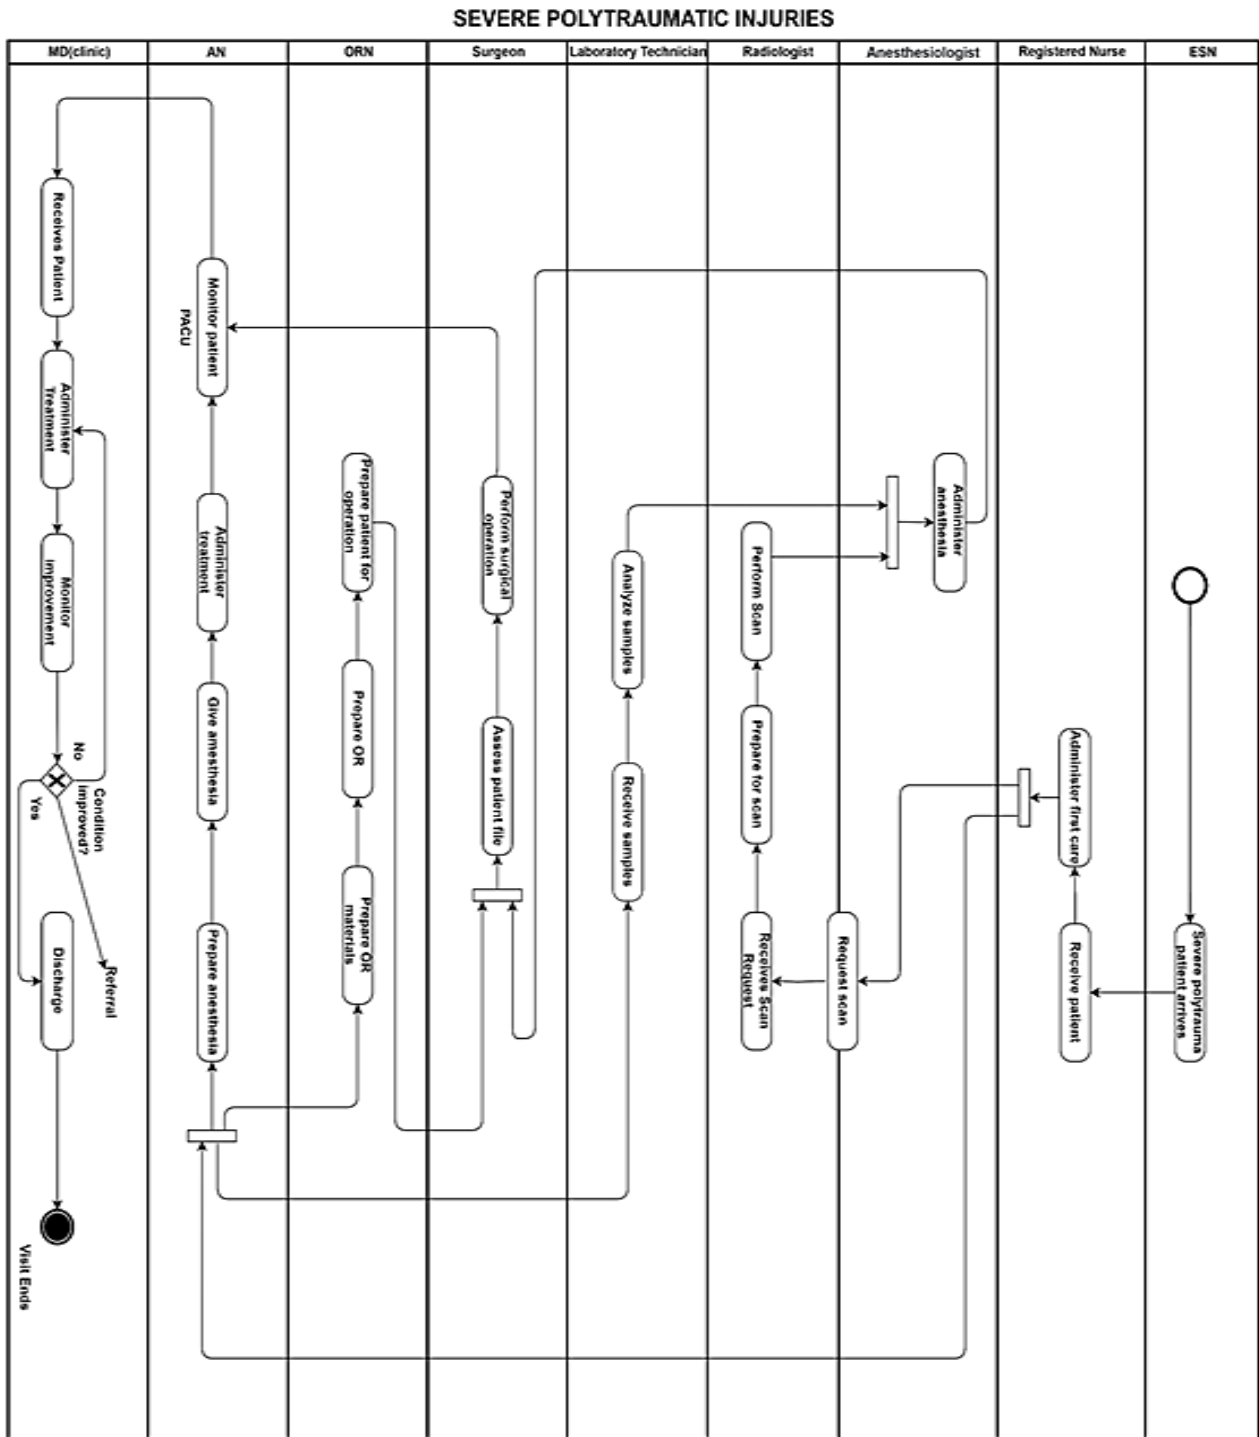 SEVERE POLYTRAUMATIC INJURIES
MD(clinic)
AN
ORN
Surgeon
Laboratory Technician
Radiologist
Anesthesiologist
Registered Nurse
ESN
Receives Patient
Administer
Treatment
Monitor
improvement
No
Condition
improved?
Yes
Referral
Discharge
Visit Ends
Monitor patient
PACU
Administer
treatment
Give amesthesia
Prepare anesthesia
Prepare patient for
operation
Prepare OR
Prepare OR
materials
Perform surgical
operation
Assess patient file
Analyze samples
Receive samples
Perform Scan
Prepare for scan
Receives Scan
Request
Administer
anesthesia
Request scan
Administer first care
Receive patient
Severe polytrauma
patient arrives